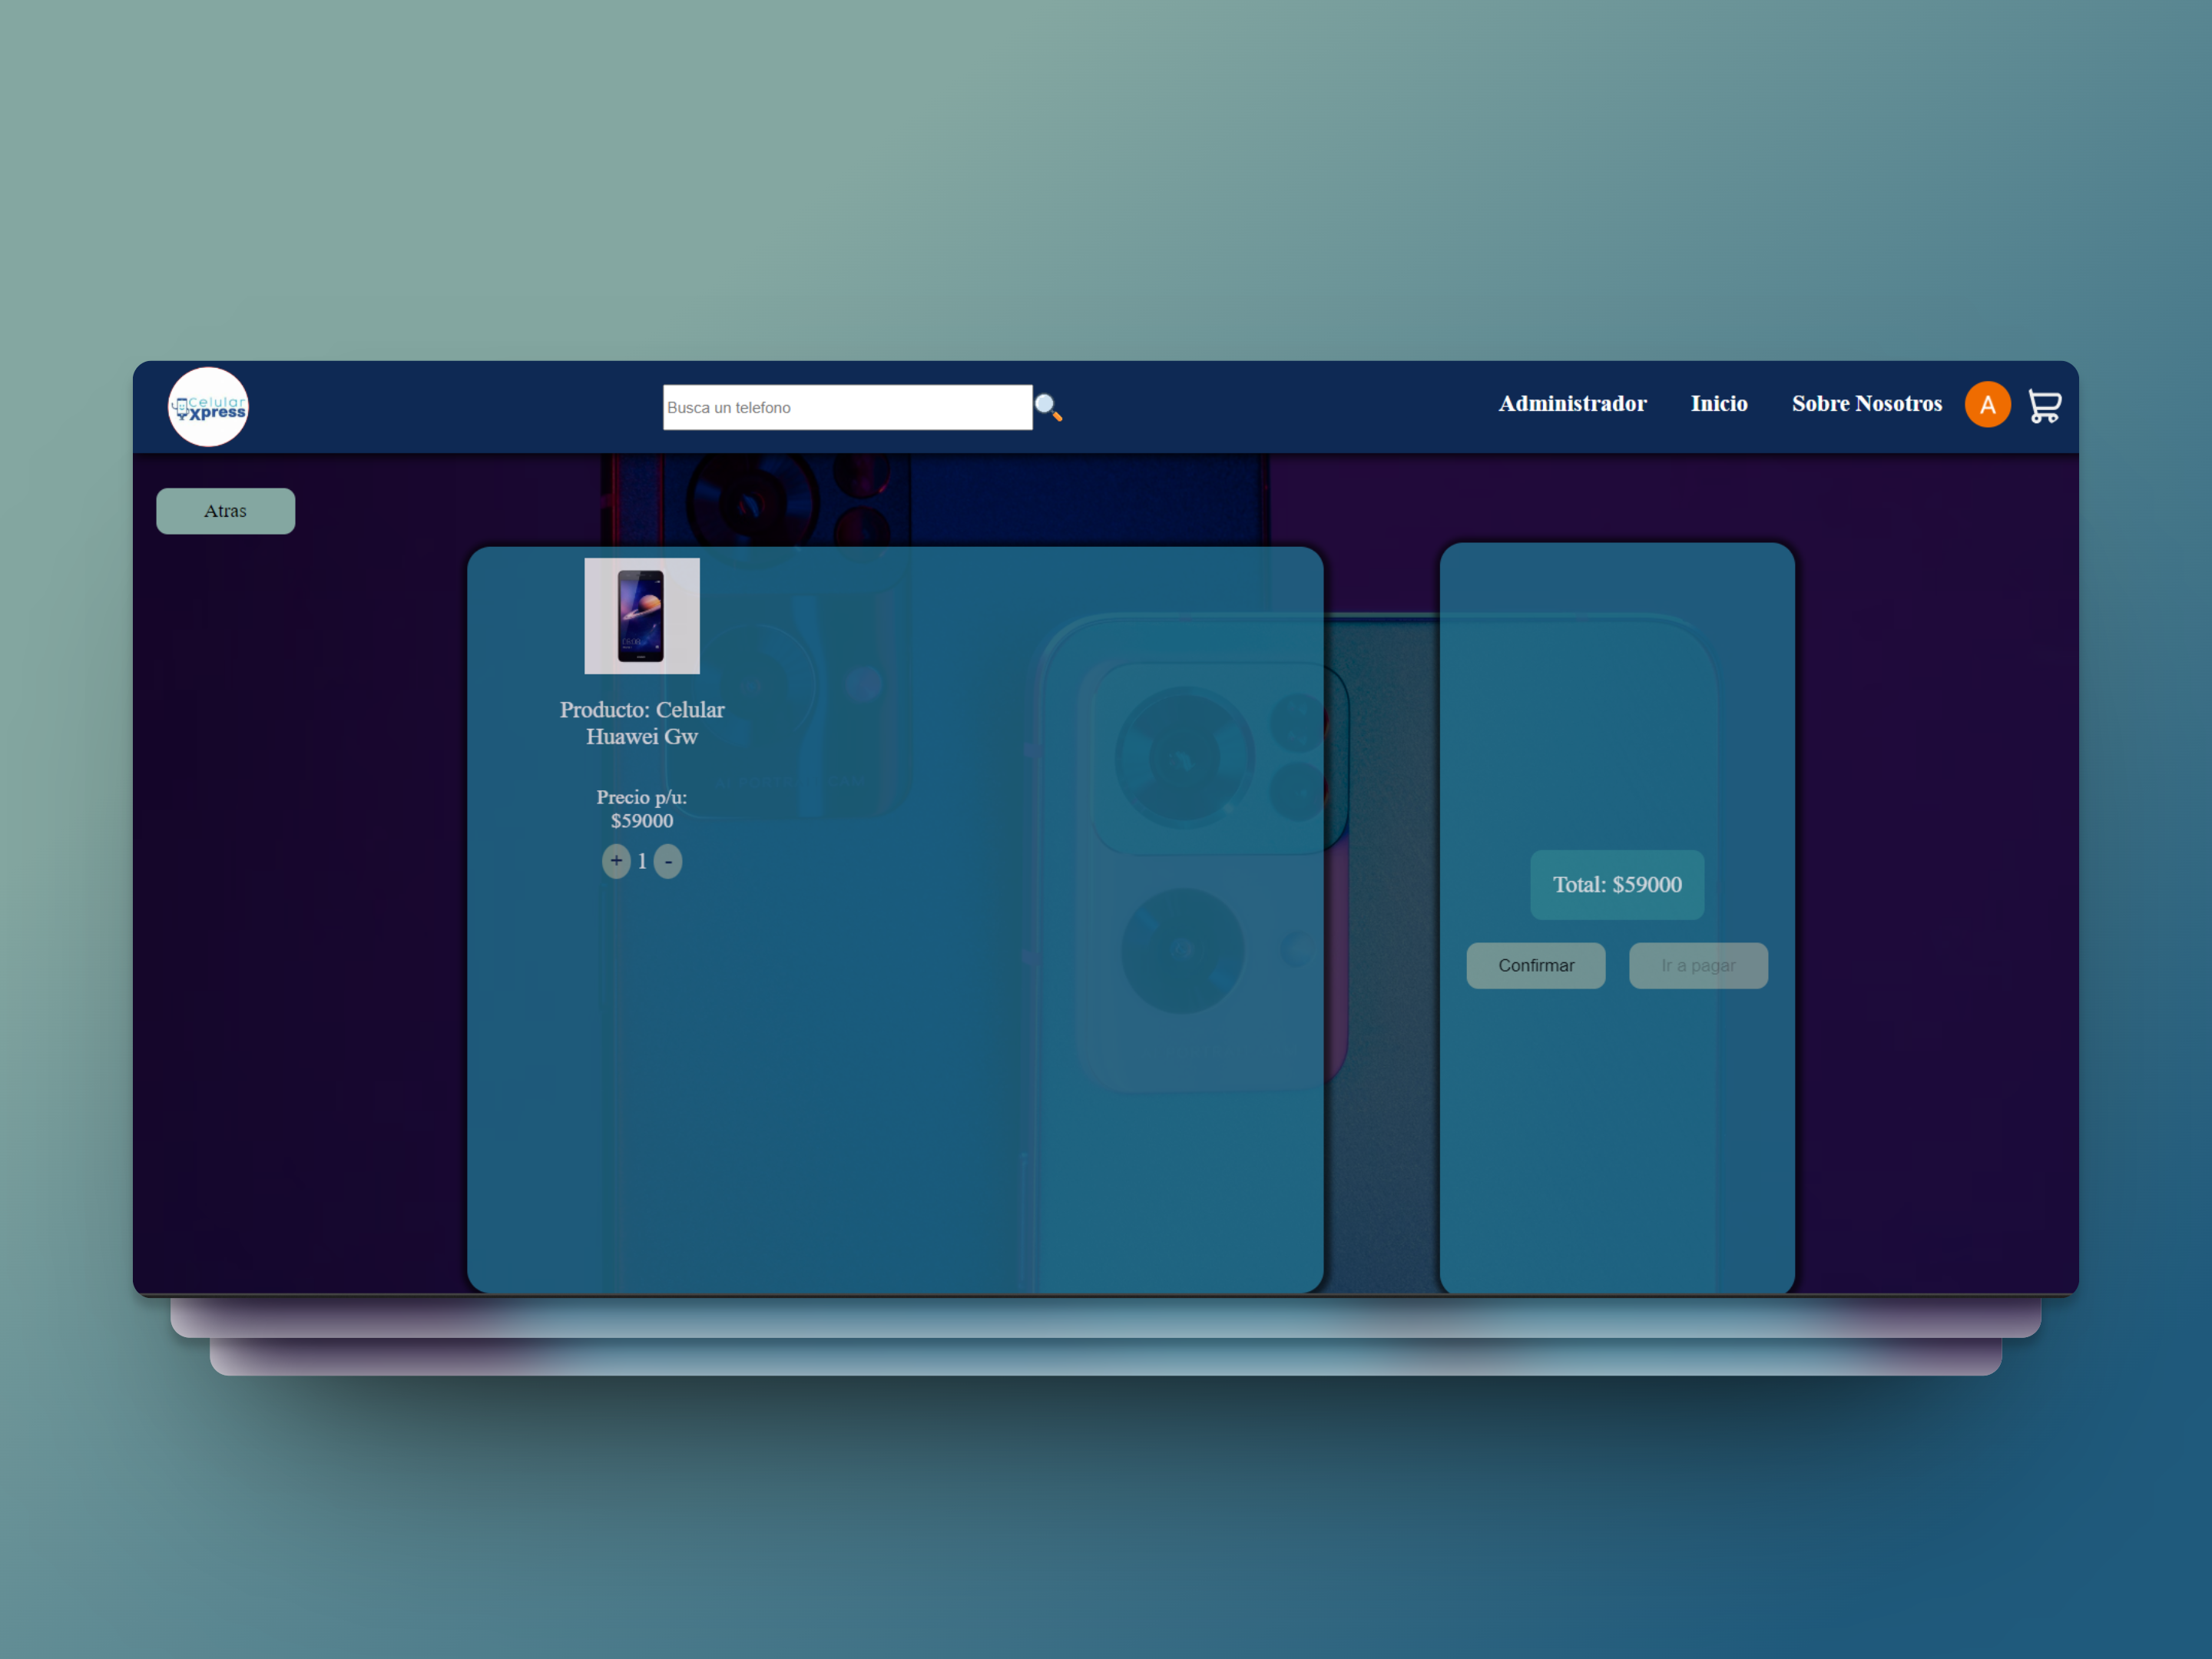 Celular
Xpress
Busca un telefono
Administrador
Inicio
Sobre Nosotros
A
Atras
Producto: Celular
Huawei Gw
Precio p/u:
$59000
+ 1 -
Total: $59000
Confirmar
Ir a pagar